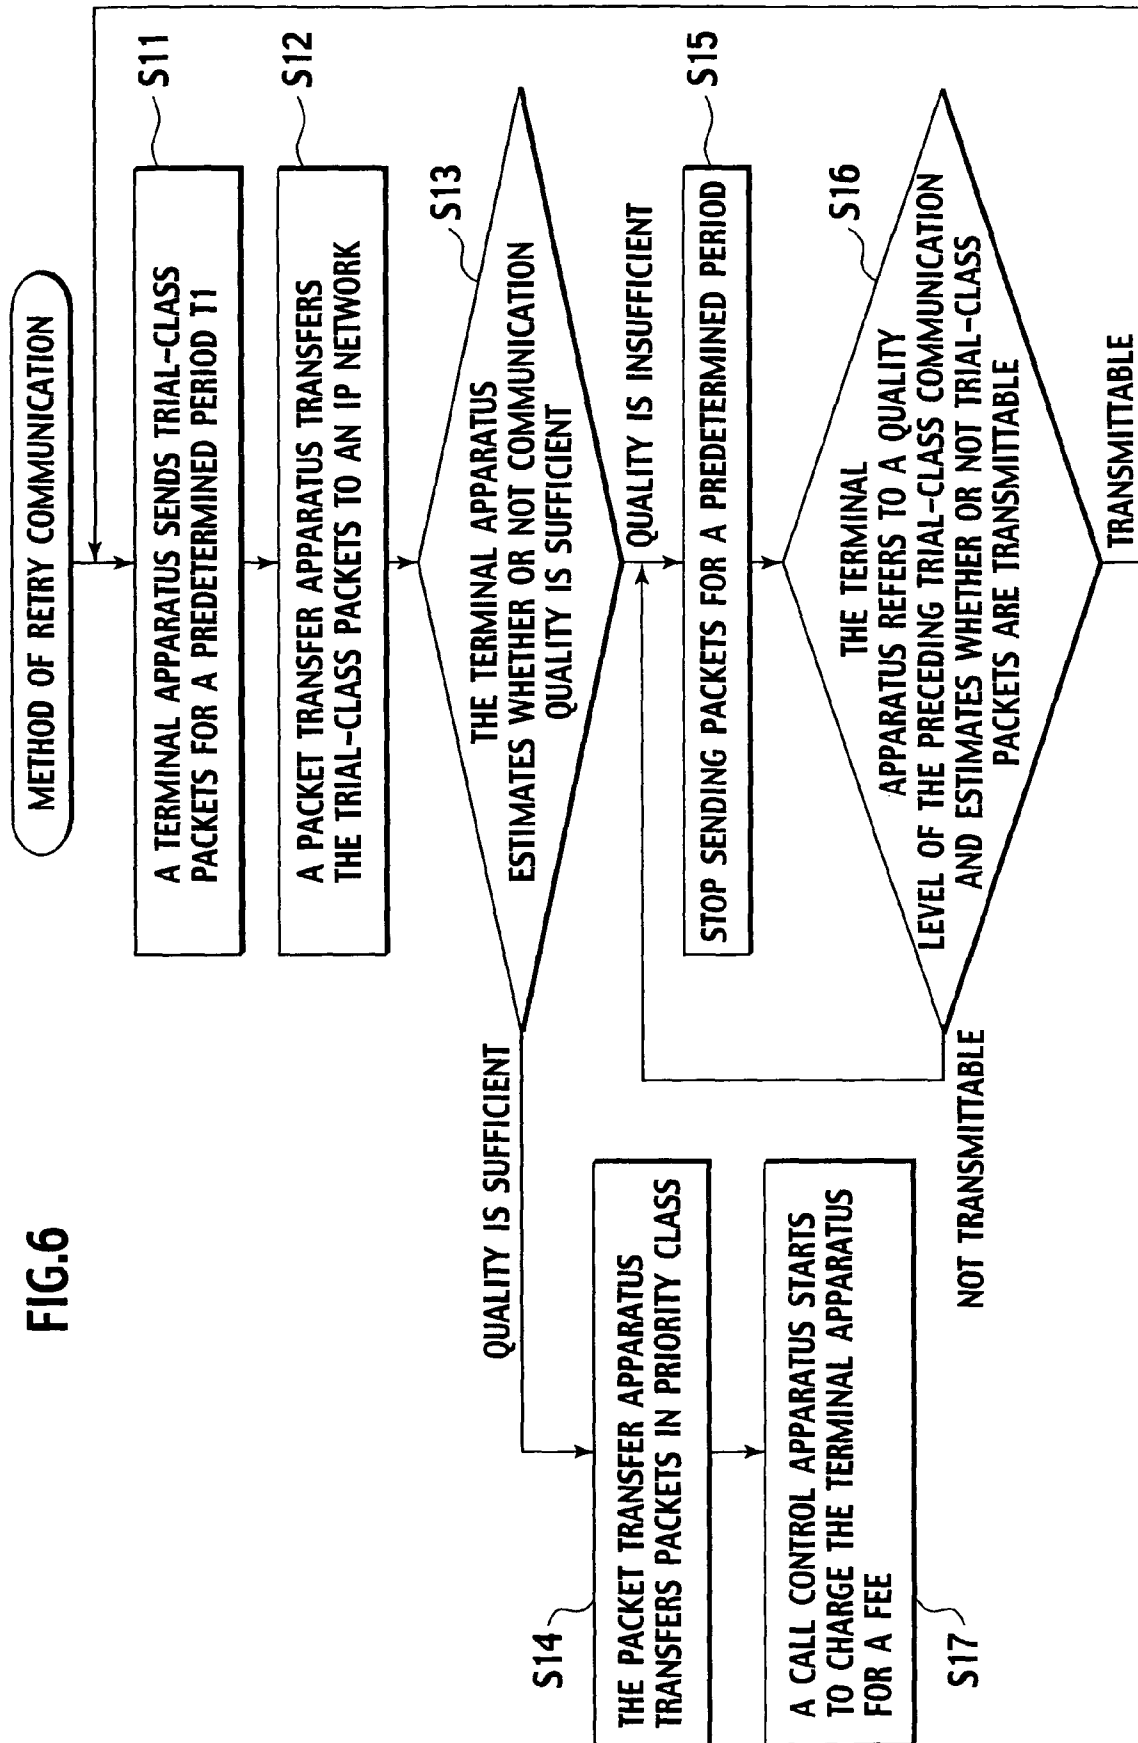 FIG.6
METHOD OF RETRY COMMUNICATION
S11
A TERMINAL APPARATUS SENDS TRIAL-CLASS
PACKETS FOR A PREDETERMINED PERIOD T1
S12
A PACKET TRANSFER APPARATUS TRANSFERS
THE TRIAL-CLASS PACKETS TO AN IP NETWORK
S13
THE TERMINAL APPARATUS
ESTIMATES WHETHER OR NOT COMMUNICATION
QUALITY IS SUFFICIENT
QUALITY IS SUFFICIENT
QUALITY IS INSUFFICIENT
S14
THE PACKET TRANSFER APPARATUS
TRANSFERS PACKETS IN PRIORITY CLASS
S15
STOP SENDING PACKETS FOR A PREDETERMINED PERIOD
S17
A CALL CONTROL APPARATUS STARTS
TO CHARGE THE TERMINAL APPARATUS
FOR A FEE
S16
THE TERMINAL
APPARATUS REFERS TO A QUALITY
LEVEL OF THE PRECEDING TRIAL-CLASS COMMUNICATION
AND ESTIMATES WHETHER OR NOT TRIAL-CLASS
PACKETS ARE TRANSMITTABLE
NOT TRANSMITTABLE
TRANSMITTABLE